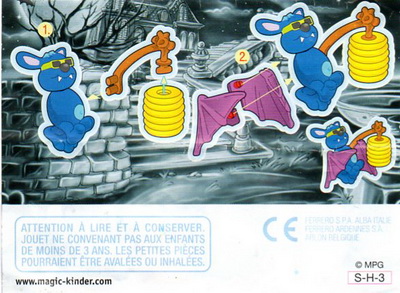 1.
2.
ATTENTION À LIRE ET À CONSERVER.
JOUET NE CONVENANT PAS AUX ENFANTS
DE MOINS DE 3 ANS. LES PETITES PIÈCES
POURRAIENT ÊTRE AVALÉES OU INHALÉES.
CE
FERRERO S.P.A. ALBA ITALIE
FERRERO ARDENNES S.A.
BELGIQUE
www.magic-kinder.com
© MPG
S-H-3